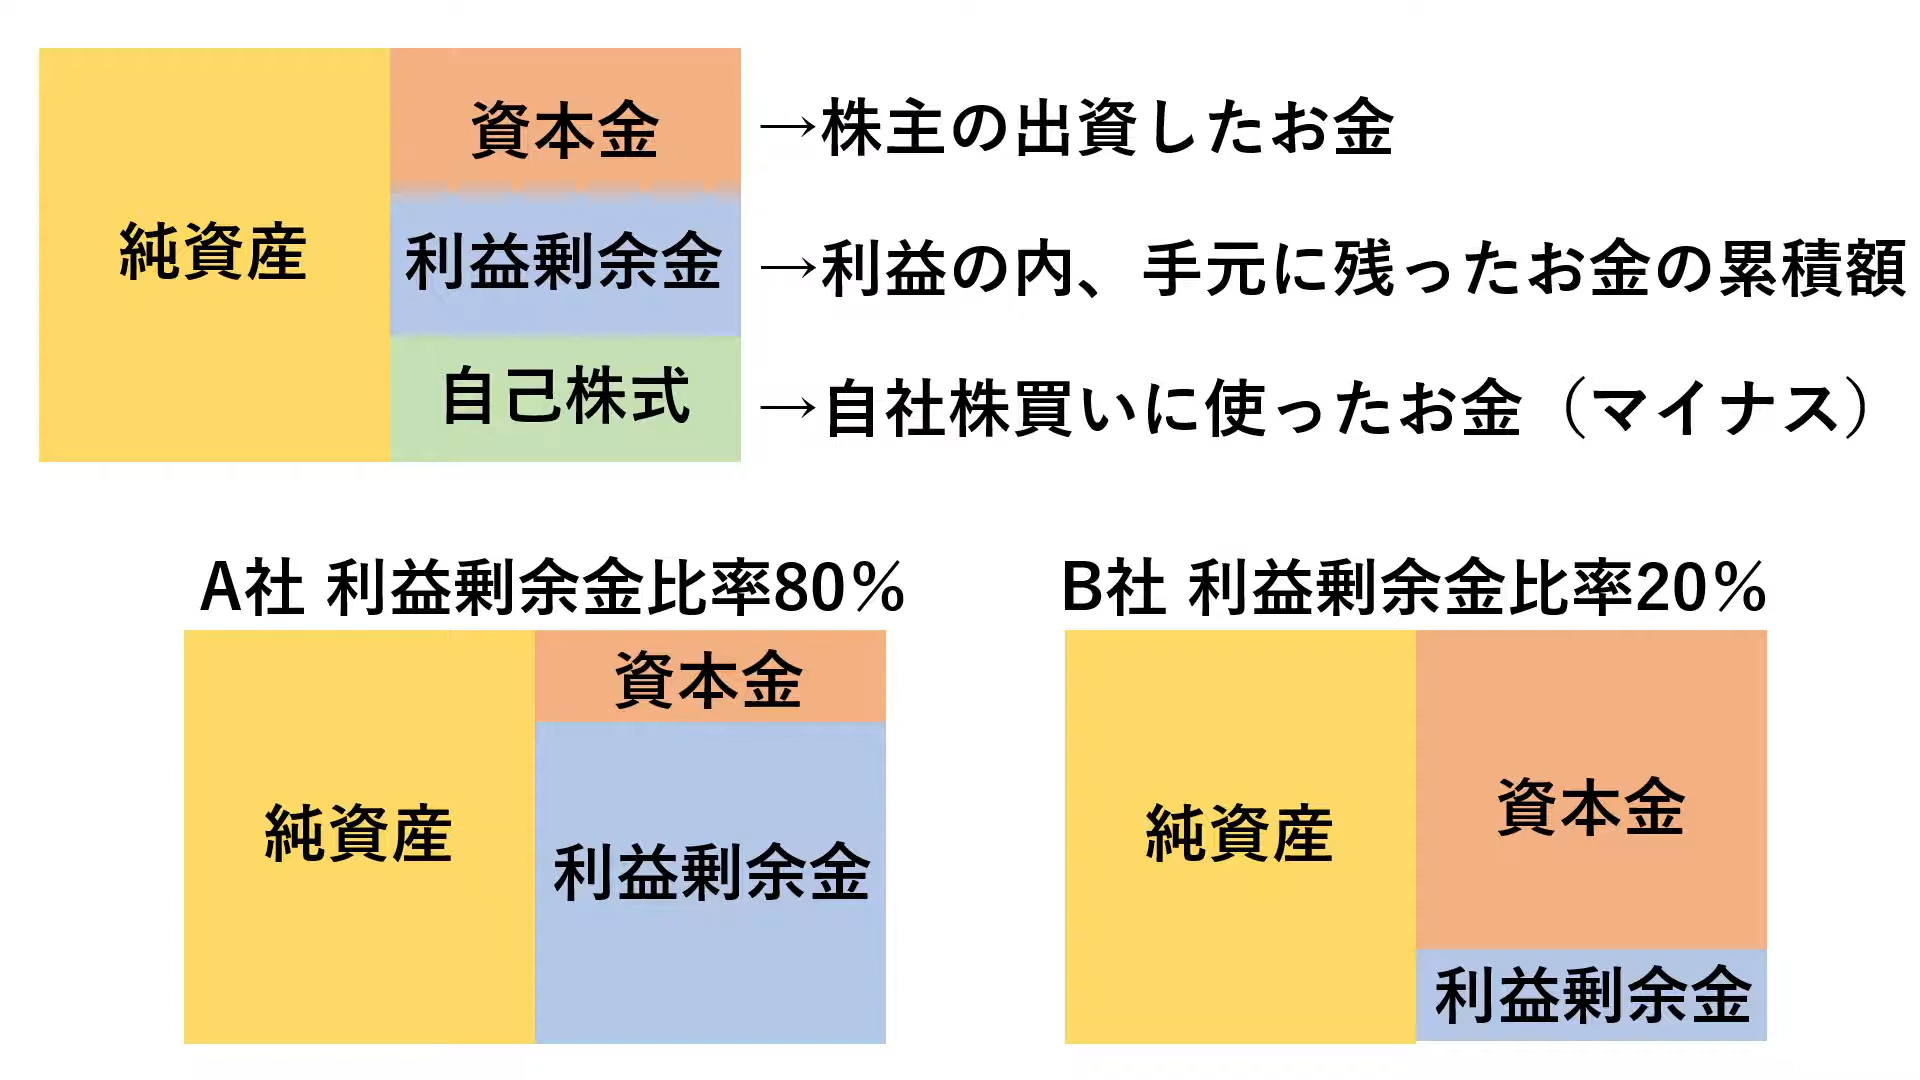 純資産
資本金
→株主の出資したお金
利益剰余金
→利益の内、手元に残ったお金の累積額
自己株式
→自社株買いに使ったお金（マイナス）
A社 利益剰余金比率80%
純資産
資本金
利益剰余金
B社 利益剰余金比率20%
純資産
資本金
利益剰余金